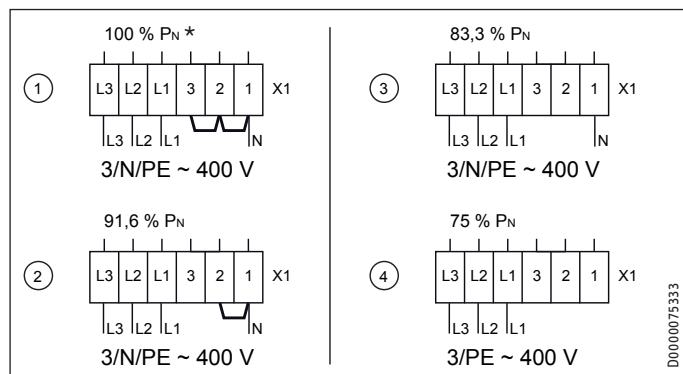 100 % PN *
1
L3 L2 L1 3 2 1 X1
L3 L2 L1 N
3/N/PE ~ 400 V
91,6 % PN
2
L3 L2 L1 3 2 1 X1
L3 L2 L1 N
3/N/PE ~ 400 V
83,3 % PN
3
L3 L2 L1 3 2 1 X1
L3 L2 L1 N
3/N/PE ~ 400 V
75 % PN
4
L3 L2 L1 3 2 1 X1
L3 L2 L1
3/PE ~ 400 V
D0000075333